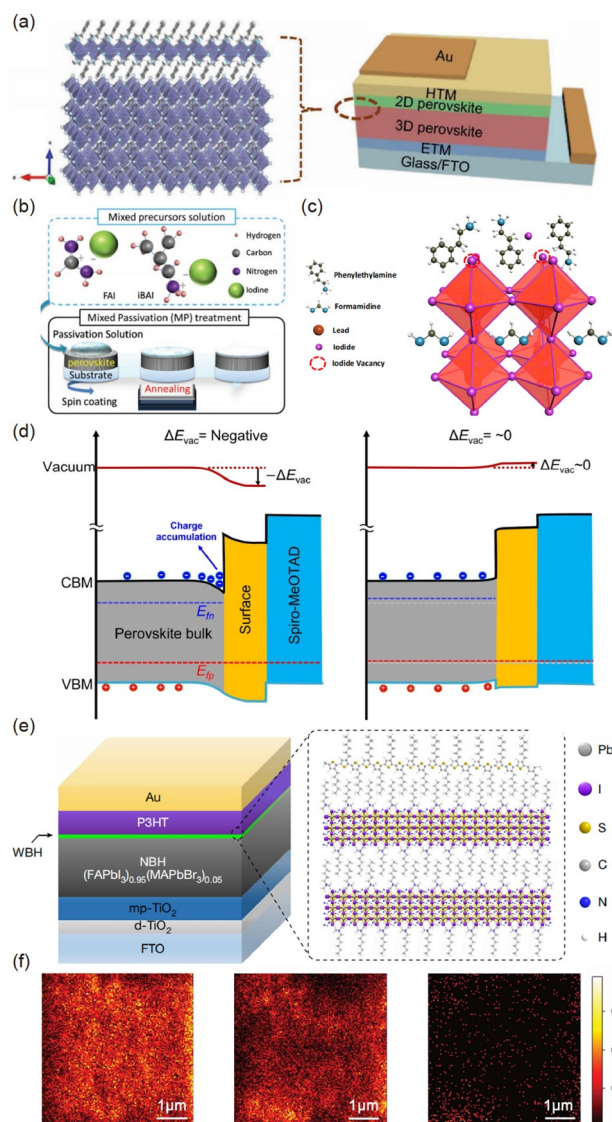 (a)
Au
HTM
2D perovskite
3D perovskite
ETM
Glass/FTO
(b)
Mixed precursors solution
Hydrogen
Carbon
Nitrogen
Iodine
FAI
iBAI
Mixed Passivation (MP) treatment
Passivation Solution
perovskite
Substrate
Spin coating
Annealing
(c)
Phenylethylamine
Formamidine
Lead
Iodide
Iodide Vacancy
(d)
ΔEvac= Negative
ΔEvac= ~0
Vacuum
−ΔEvac
ΔEvac~0
Charge
accumulation
CBM
Efn
Perovskite bulk
Efp
VBM
Surface
Spiro-MeOTAD
(e)
Au
P3HT
WBH
NBH
(FAPbI3)0.95(MAPbBr3)0.05
mp-TiO2
d-TiO2
FTO
Pb
I
S
C
N
H
(f)
1μm
1μm
1μm